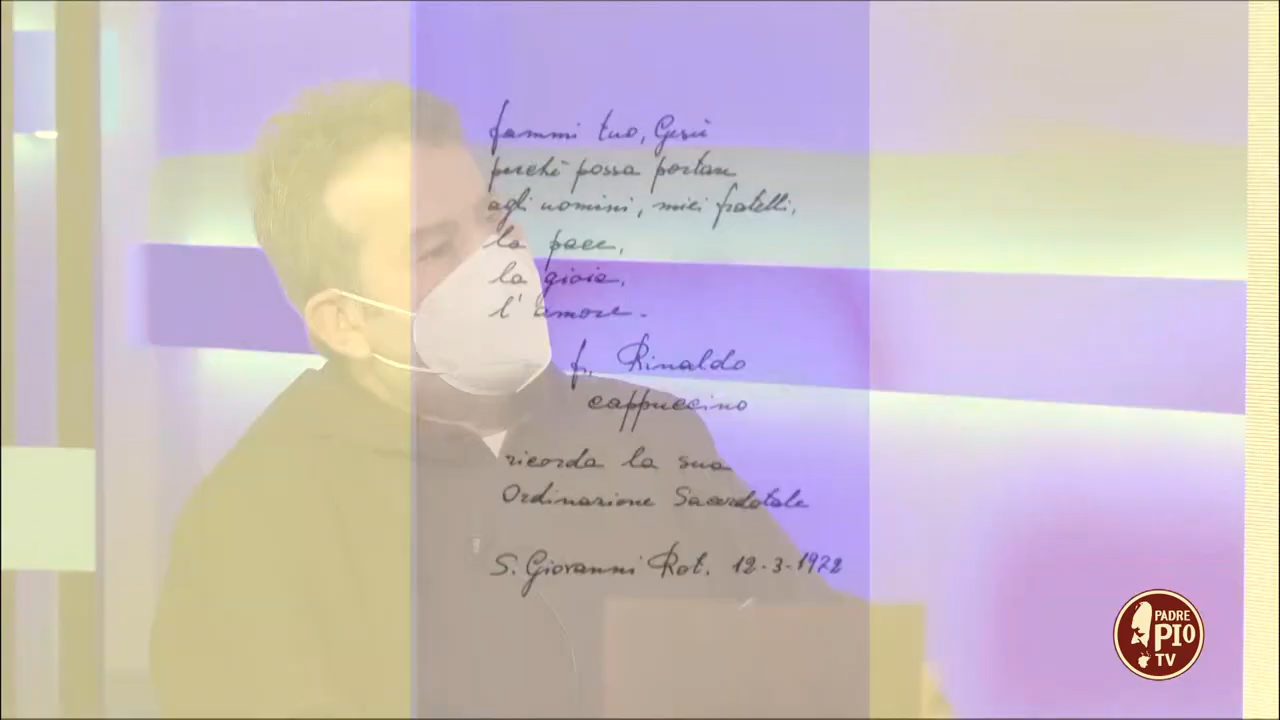 fammi tuo, Gesù
perchè possa portare
agli uomini, miei fratelli,
la pace,
la gioia,
l'amore.
fr. Rinaldo
cappuccino
ricorda la sua
Ordinazione Sacerdotale
S. Giovanni Rot. 12-3-1972
PADRE
PIO
TV